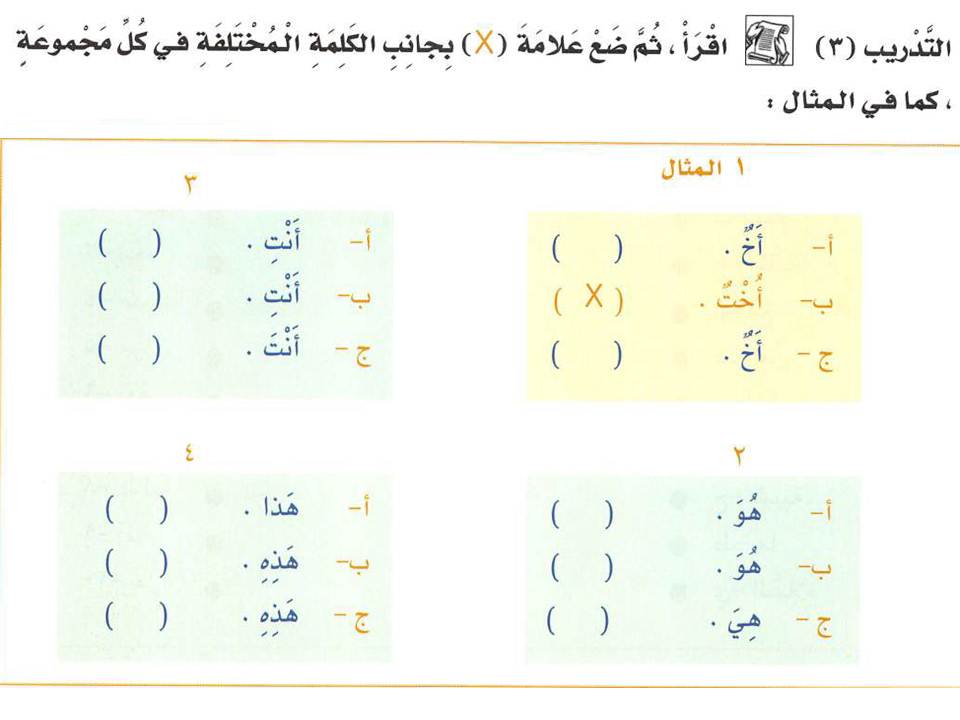 التَّدْريب (٣) اقْرَأْ ، ثُمَّ ضَعْ عَلامَة (X) بِجانِبِ الكَلِمَةِ الْمُخْتَلِفَةِ في كُلِّ مَجْموعَةٍ
، كما في المثال :
١ المثال
أ- أَخٌ . ( )
ب- أُخْتٌ . ( X )
ج - أَخٌ . ( )
٢
أ- هُوَ . ( )
ب- هُوَ . ( )
ج - هِيَ . ( )
٣
أ- أَنْتِ . ( )
ب- أَنْتِ . ( )
ج - أَنْتَ . ( )
٤
أ- هَذا . ( )
ب- هَذِهِ . ( )
ج - هَذِهِ . ( )